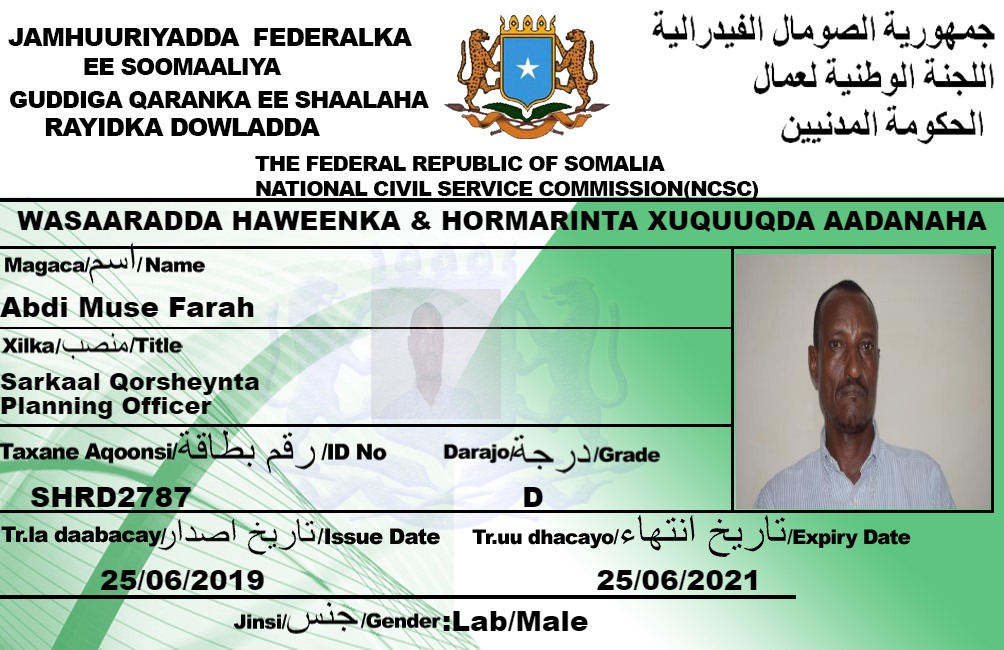 JAMHUURIYADDA FEDERALKA
EE SOOMAALIYA
GUDDIGA QARANKA EE SHAALAHA
RAYIDKA DOWLADDA
جمهورية الصومال الفيدرالية
اللجنة الوطنية لعمال
الحكومة المدنيين
THE FEDERAL REPUBLIC OF SOMALIA
NATIONAL CIVIL SERVICE COMMISSION(NCSC)
WASAARADDA HAWEENKA & HORMARINTA XUQUUQDA AADANAHA
Magaca/اسم/Name
Abdi Muse Farah
Xilka/منصب/Title
Sarkaal Qorsheynta
Planning Officer
Taxane Aqoonsi/رقم بطاقة/ID No
SHRD2787
Darajo/درجة/Grade
D
Tr.la daabacay/تاريخ اصدار/Issue Date
25/06/2019
Tr.uu dhacayo/تاريخ انتهاء/Expiry Date
25/06/2021
Jinsi/جنس/Gender:Lab/Male